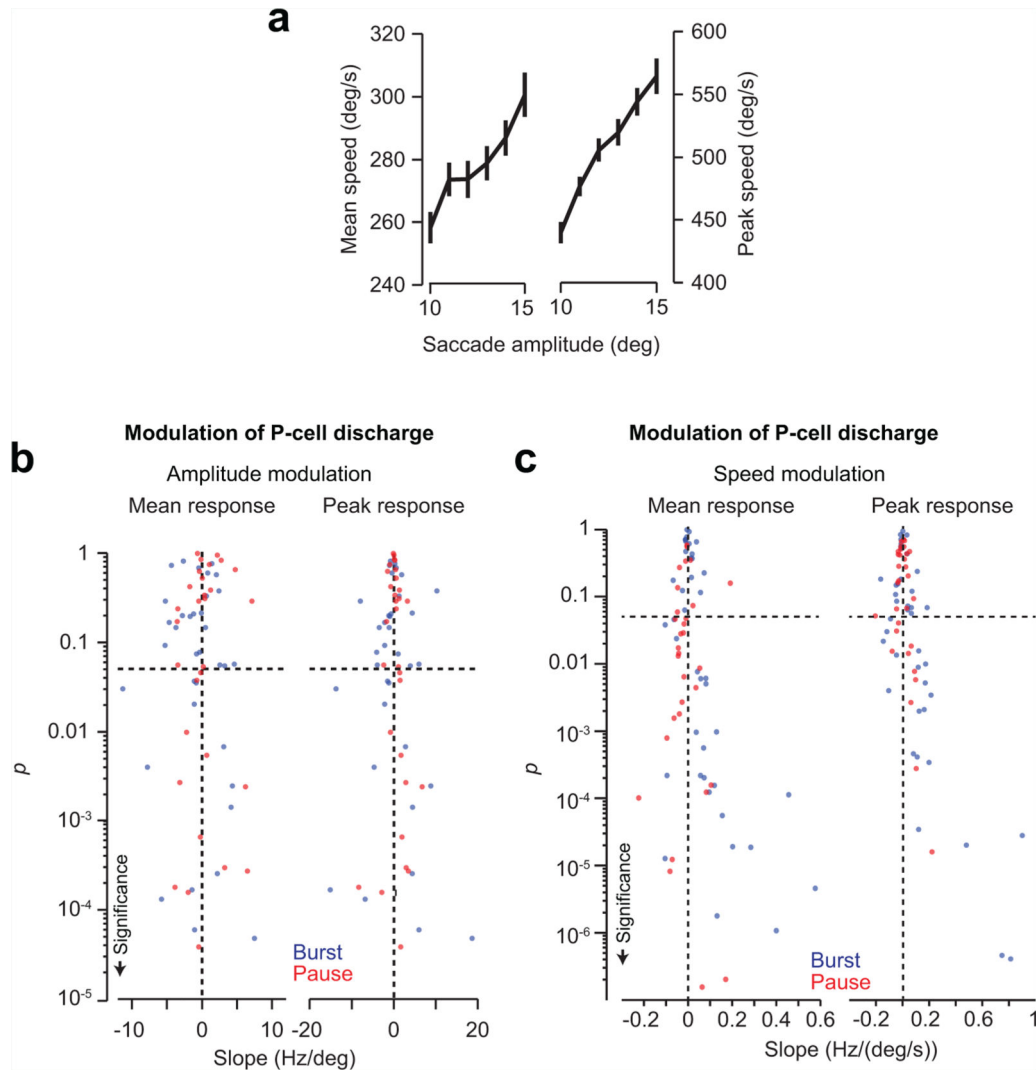 a
320
300
280
260
240
Mean speed (deg/s)
10
15
10
15
600
550
500
450
400
Peak speed (deg/s)
Saccade amplitude (deg)
b
Modulation of P-cell discharge
Amplitude modulation
Mean response
Peak response
1
0.1
0.01
10-3
10-4
10-5
p
Significance
Burst
Pause
-10
0
10
-20
0
20
Slope (Hz/deg)
c
Modulation of P-cell discharge
Speed modulation
Mean response
Peak response
1
0.1
0.01
10-3
10-4
10-5
10-6
p
Significance
Burst
Pause
-0.2
0
0.2
0.4
0.6
-0.2
0
0.2
0.6
1
Slope (Hz/(deg/s))